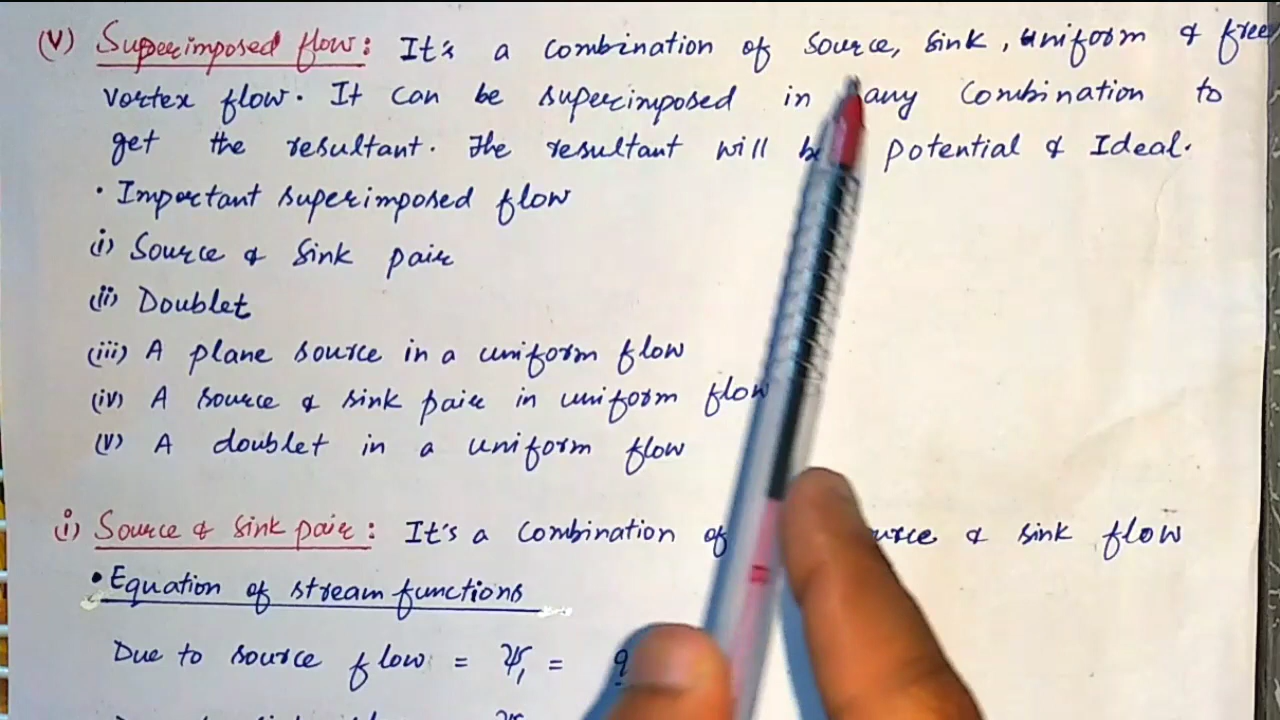 (V) Superimposed flow: It's a combination of source, sink, uniform & free
vortex flow. It can be superimposed in any combination to
get the resultant. The resultant will be potential & Ideal.
• Important superimposed flow
(i) Source & sink pair
(ii) Doublet
(iii) A plane source in a uniform flow
(iv) A source & sink pair in uniform flow
(v) A doublet in a uniform flow
i) Source & sink pair: It's a combination of & sink flow
• Equation of stream functions
Due to source flow = ψ₁ =